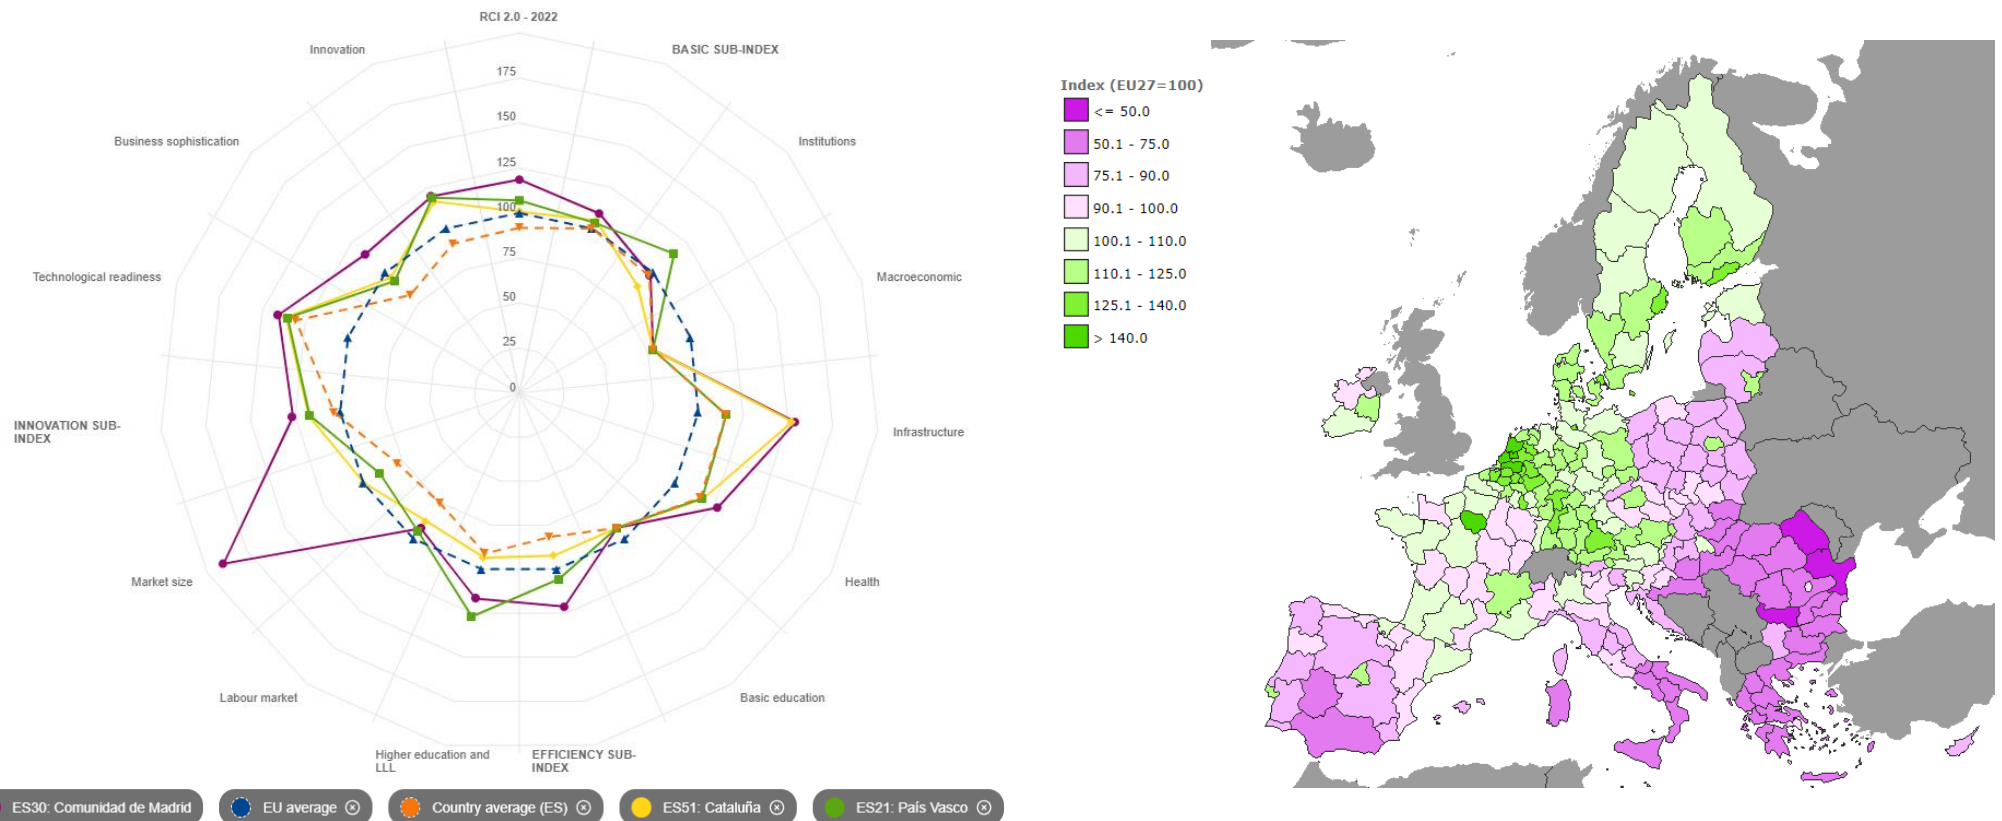 RCI 2.0 - 2022
Innovation
BASIC SUB-INDEX
Business sophistication
Institutions
Technological readiness
Macroeconomic
INNOVATION SUB-
INDEX
Infrastructure
Market size
Health
Labour market
Basic education
Higher education and
LLL
EFFICIENCY SUB-
INDEX
175
150
125
100
75
50
25
0
ES30: Comunidad de Madrid
EU average
Country average (ES)
ES51: Cataluña
ES21: País Vasco
Index (EU27=100)
<= 50.0
50.1 - 75.0
75.1 - 90.0
90.1 - 100.0
100.1 - 110.0
110.1 - 125.0
125.1 - 140.0
> 140.0